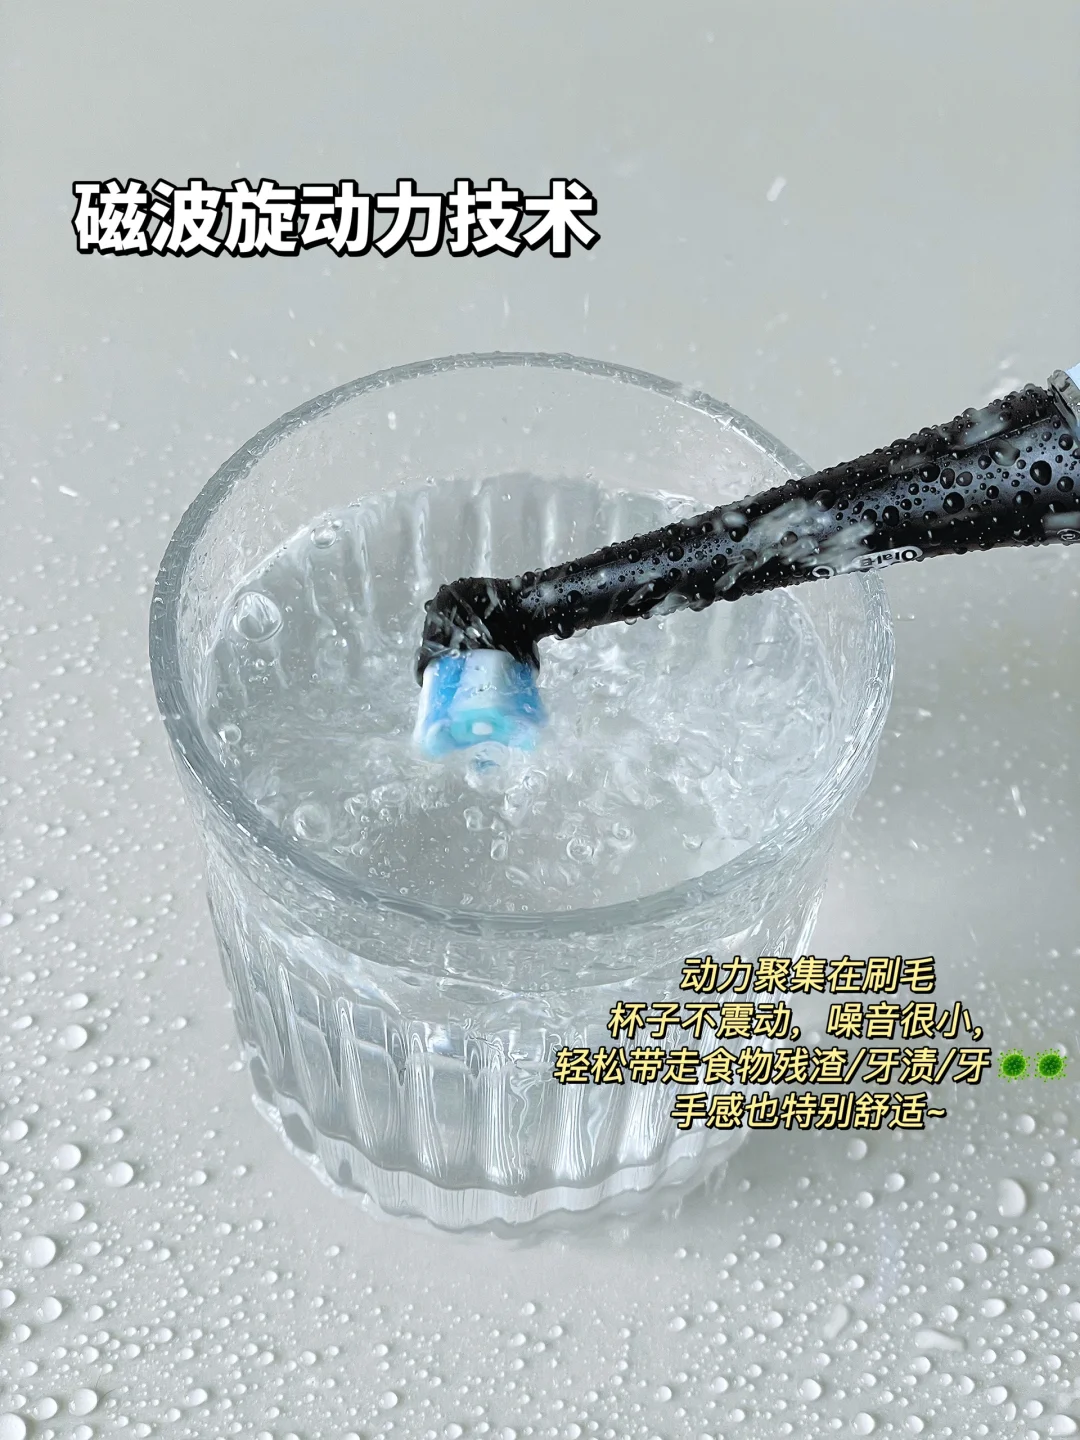 磁波旋动力技术
Oral-B
动力聚集在刷毛
杯子不震动，噪音很小，
轻松带走食物残渣/牙渍/牙
手感也特别舒适~